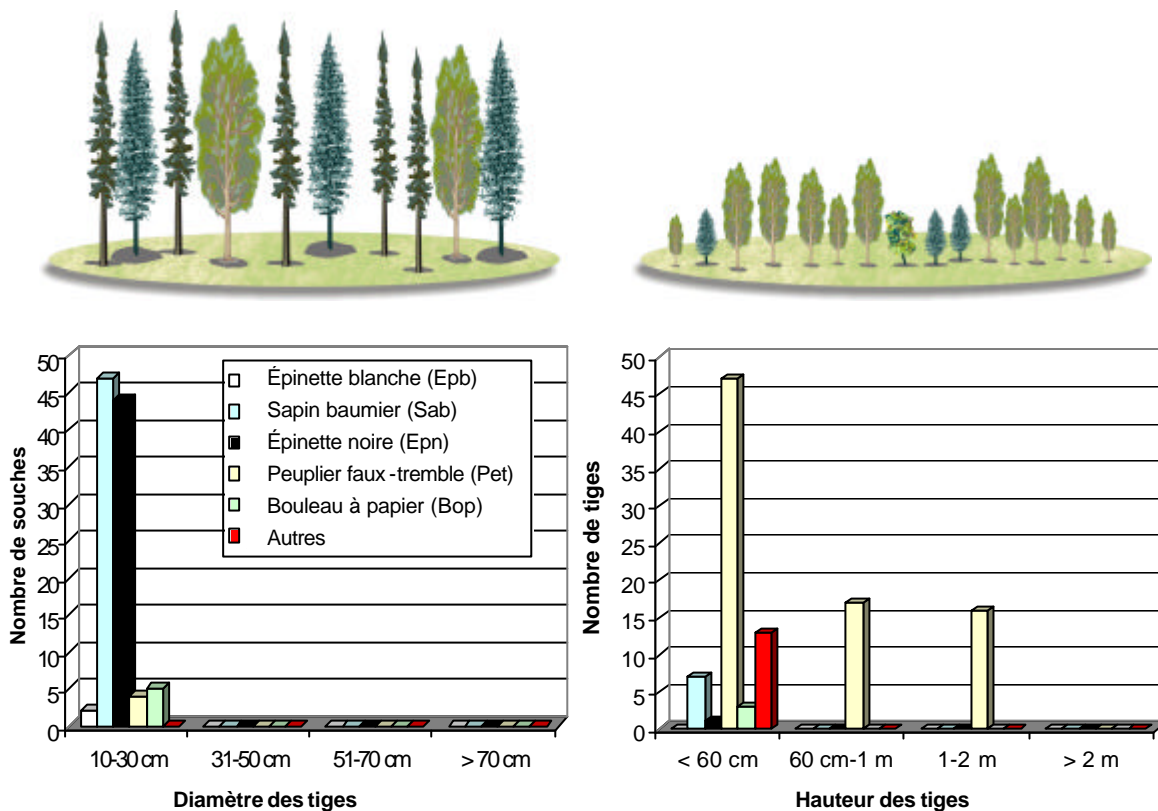 50
45
40
35
30
25
20
15
10
5
0
Nombre de souches
Épinette blanche (Epb)
Sapin baumier (Sab)
Épinette noire (Epn)
Peuplier faux-tremble (Pet)
Bouleau à papier (Bop)
Autres
10-30 cm 31-50 cm 51-70 cm > 70 cm
Diamètre des tiges
50
45
40
35
30
25
20
15
10
5
0
Nombre de tiges
< 60 cm 60 cm-1 m 1-2 m > 2 m
Hauteur des tiges